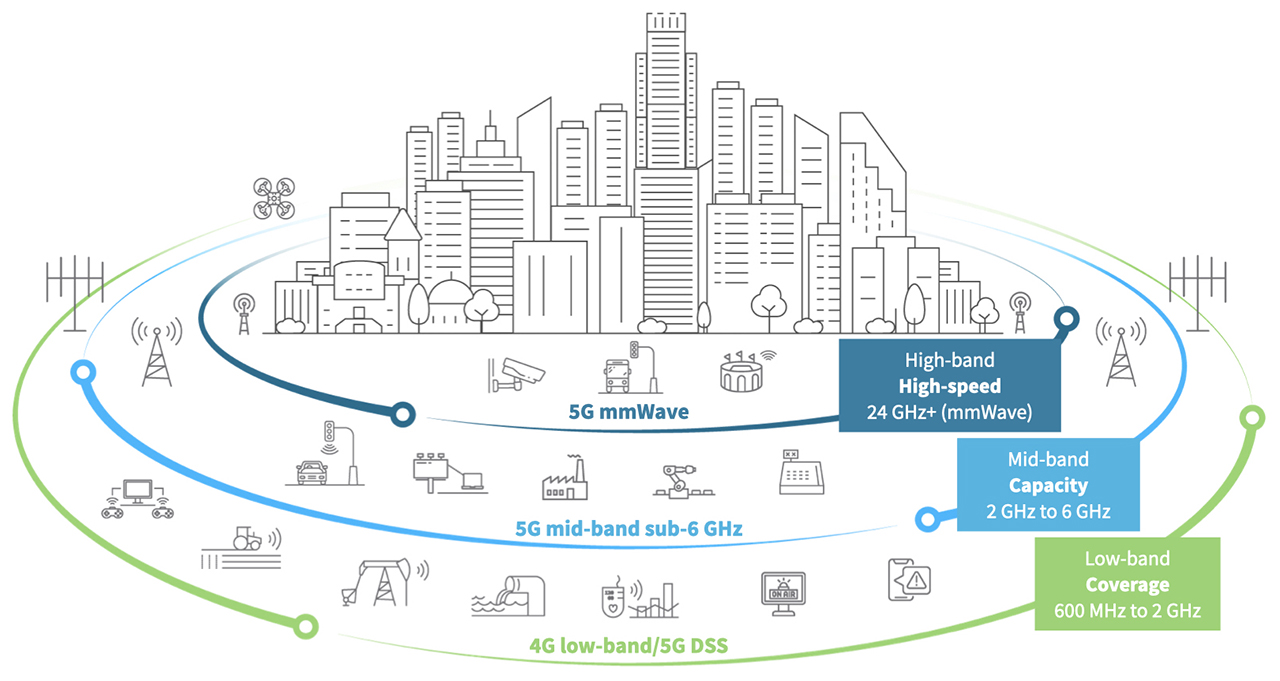 5G mmWave
High-band
High-speed
24 GHz+ (mmWave)
Mid-band
Capacity
2 GHz to 6 GHz
5G mid-band sub-6 GHz
Low-band
Coverage
600 MHz to 2 GHz
ON AIR
4G low-band/5G DSS